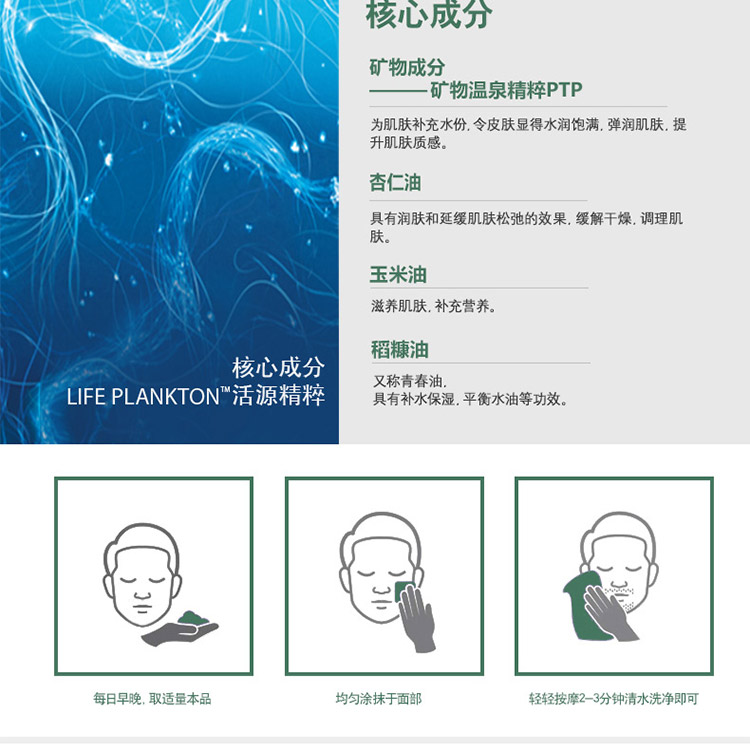 核心成分
矿物成分
———矿物温泉精粹PTP
为肌肤补充水份, 令皮肤显得水润饱满, 弹润肌肤, 提
升肌肤质感。
杏仁油
具有润肤和延缓肌肤松弛的效果, 缓解干燥, 调理肌
肤。
玉米油
滋养肌肤, 补充营养。
稻糠油
又称青春油,
具有补水保湿, 平衡水油等功效。
核心成分
LIFE PLANKTON™活源精粹
每日早晚, 取适量本品
均匀涂抹于面部
轻轻按摩2—3分钟清水洗净即可